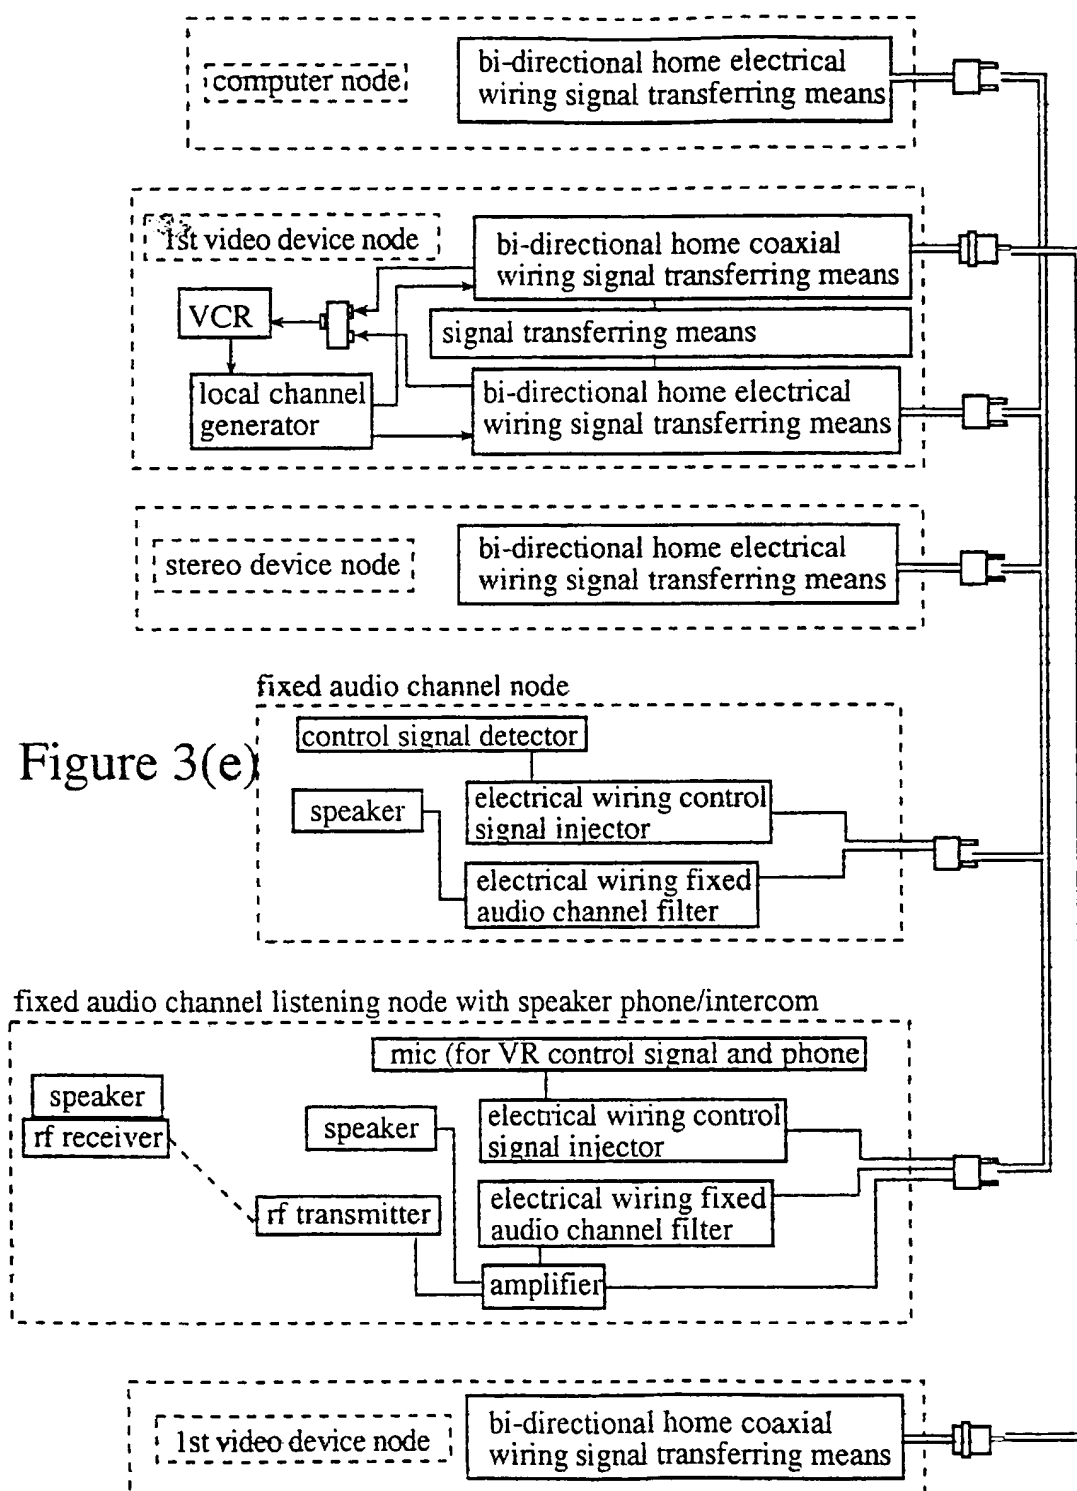 computer node
bi-directional home electrical
wiring signal transferring means
1st video device node
bi-directional home coaxial
wiring signal transferring means
VCR
signal transferring means
local channel
generator
bi-directional home electrical
wiring signal transferring means
stereo device node
bi-directional home electrical
wiring signal transferring means
fixed audio channel node
control signal detector
Figure 3(e)
speaker
electrical wiring control
signal injector
electrical wiring fixed
audio channel filter
fixed audio channel listening node with speaker phone/intercom
mic (for VR control signal and phone
speaker
rf receiver
speaker
electrical wiring control
signal injector
rf transmitter
electrical wiring fixed
audio channel filter
amplifier
1st video device node
bi-directional home coaxial
wiring signal transferring means